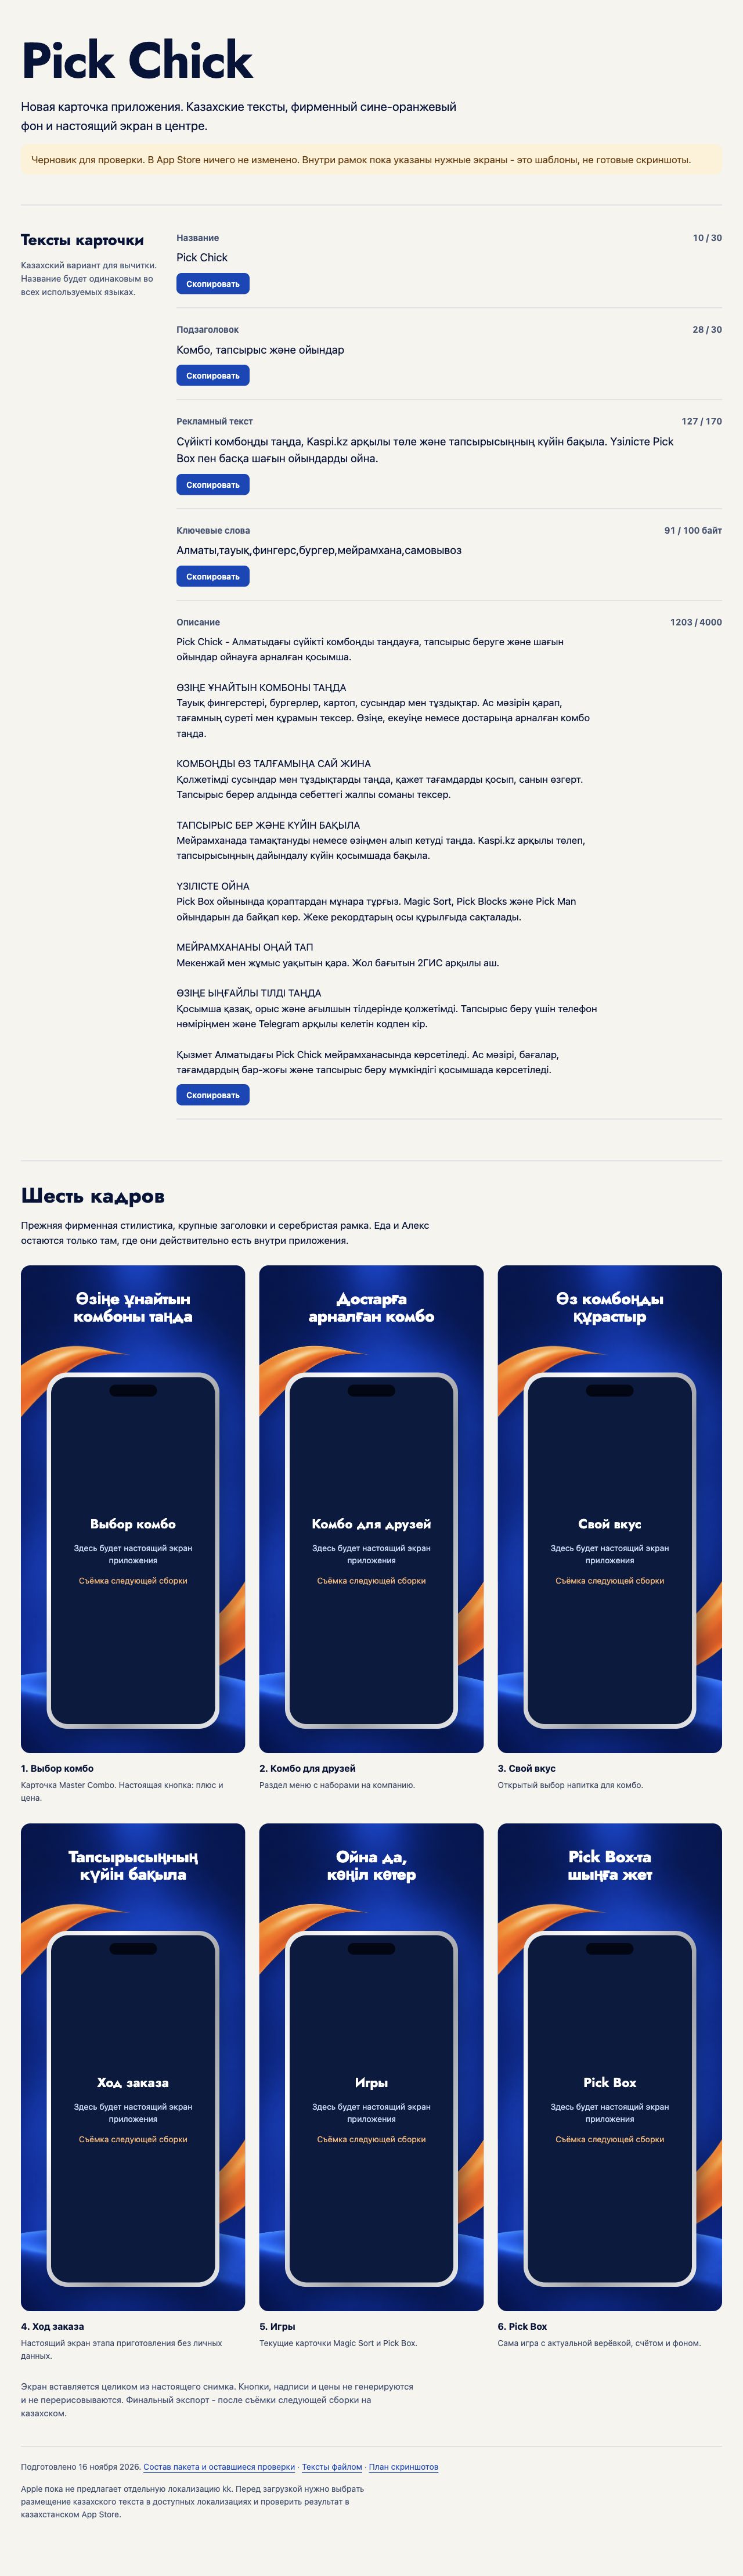 Pick Chick
Новая карточка приложения. Казахские тексты, фирменный сине-оранжевый
фон и настоящий экран в центре.
Черновик для проверки. В App Store ничего не изменено. Внутри рамок пока указаны нужные экраны - это шаблоны, не готовые скриншоты.
Тексты карточки
Казахский вариант для вычитки.
Название будет одинаковым во
всех используемых языках.
Название
10 / 30
Pick Chick
Скопировать
Подзаголовок
28 / 30
Комбо, тапсырыс және ойындар
Скопировать
Рекламный текст
127 / 170
Сүйікті комбоңды таңда, Kaspi.kz арқылы төле және тапсырысыңның күйін бақыла. Үзілісте Pick
Box пен басқа шағын ойындарды ойна.
Скопировать
Ключевые слова
91 / 100 байт
Алматы,тауық,фингерс,бургер,мейрамхана,самовывоз
Скопировать
Описание
1203 / 4000
Pick Chick - Алматыдағы сүйікті комбоңды таңдауға, тапсырыс беруге және шағын
ойындар ойнауға арналған қосымша.
ӨЗІҢЕ ҰНАЙТЫН КОМБОНЫ ТАҢДА
Тауық фингерстері, бургерлер, картоп, сусындар мен тұздықтар. Ас мәзірін қарап,
тағамның суреті мен құрамын тексер. Өзіңе, екеуіңе немесе достарыңа арналған комбо
таңда.
КОМБОҢДЫ ӨЗ ТАЛҒАМЫҢА САЙ ЖИНА
Қолжетімді сусындар мен тұздықтарды таңда, қажет тағамдарды қосып, санын өзгерт.
Тапсырыс берер алдында себеттегі жалпы соманы тексер.
ТАПСЫРЫС БЕР ЖӘНЕ КҮЙІН БАҚЫЛА
Мейрамханада тамақтануды немесе өзіңмен алып кетуді таңда. Kaspi.kz арқылы төлеп,
тапсырысыңның дайындалу күйін қосымшада бақыла.
ҮЗІЛІСТЕ ОЙНА
Pick Box ойынында қораптардан мұнара тұрғыз. Magic Sort, Pick Blocks және Pick Man
ойындарын да байқап көр. Жеке рекордтарың осы құрылғыда сақталады.
МЕЙРАМХАНАНЫ ОҢАЙ ТАП
Мекенжай мен жұмыс уақытын қара. Жол бағытын 2ГИС арқылы аш.
ӨЗІҢЕ ЫҢҒАЙЛЫ ТІЛДІ ТАҢДА
Қосымша қазақ, орыс және ағылшын тілдерінде қолжетімді. Тапсырыс беру үшін телефон
нөміріңмен және Telegram арқылы келетін кодпен кір.
Қызмет Алматыдағы Pick Chick мейрамханасында көрсетіледі. Ас мәзірі, бағалар,
тағамдардың бар-жоғы және тапсырыс беру мүмкіндігі қосымшада көрсетіледі.
Скопировать
Шесть кадров
Прежняя фирменная стилистика, крупные заголовки и серебристая рамка. Еда и Алекс
остаются только там, где они действительно есть внутри приложения.
Өзіңе ұнайтын
комбоны таңда
Выбор комбо
Здесь будет настоящий экран
приложения
Съёмка следующей сборки
1. Выбор комбо
Карточка Master Combo. Настоящая кнопка: плюс и
цена.
Достарға
арналған комбо
Комбо для друзей
Здесь будет настоящий экран
приложения
Съёмка следующей сборки
2. Комбо для друзей
Раздел меню с наборами на компанию.
Өз комбоңды
құрастыр
Свой вкус
Здесь будет настоящий экран
приложения
Съёмка следующей сборки
3. Свой вкус
Открытый выбор напитка для комбо.
Тапсырысыңның
күйін бақыла
Ход заказа
Здесь будет настоящий экран
приложения
Съёмка следующей сборки
4. Ход заказа
Настоящий экран этапа приготовления без личных
данных.
Ойна да,
көңіл көтер
Игры
Здесь будет настоящий экран
приложения
Съёмка следующей сборки
5. Игры
Текущие карточки Magic Sort и Pick Box.
Pick Box-та
шыңға жет
Pick Box
Здесь будет настоящий экран
приложения
Съёмка следующей сборки
6. Pick Box
Сама игра с актуальной верёвкой, счётом и фоном.
Экран вставляется целиком из настоящего снимка. Кнопки, надписи и цены не генерируются
и не перерисовываются. Финальный экспорт - после съёмки следующей сборки на
казахском.
Подготовлено 16 ноября 2026. Состав пакета и оставшиеся проверки · Тексты файлом · План скриншотов
Apple пока не предлагает отдельную локализацию kk. Перед загрузкой нужно выбрать
размещение казахского текста в доступных локализациях и проверить результат в
казахстанском App Store.